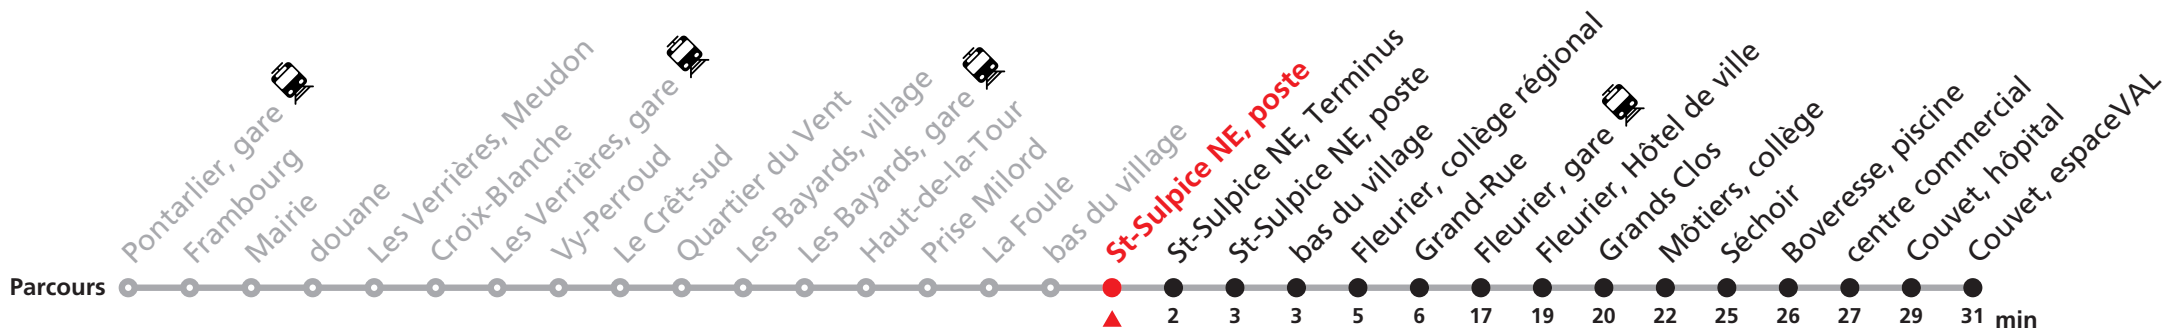 Pontarlier, gare
Frambourg
Mairie
douane
Les Verrières, Meudon
Croix-Blanche
Les Verrières, gare
Vy-Perroud
Le Crêt-sud
Quartier du Vent
Les Bayards, village
Les Bayards, gare
Haut-de-la-Tour
Prise Milord
La Foule
bas du village
St-Sulpice NE, poste
St-Sulpice NE, Terminus
St-Sulpice NE, poste
bas du village
Fleurier, collège régional
Grand-Rue
Fleurier, gare
Fleurier, Hôtel de ville
Grands Clos
Môtiers, collège
Séchoir
Boveresse, piscine
centre commercial
Couvet, hôpital
Couvet, espaceVAL
Parcours
2 3 3 5 6 17 19 20 22 25 26 27 29 31 min